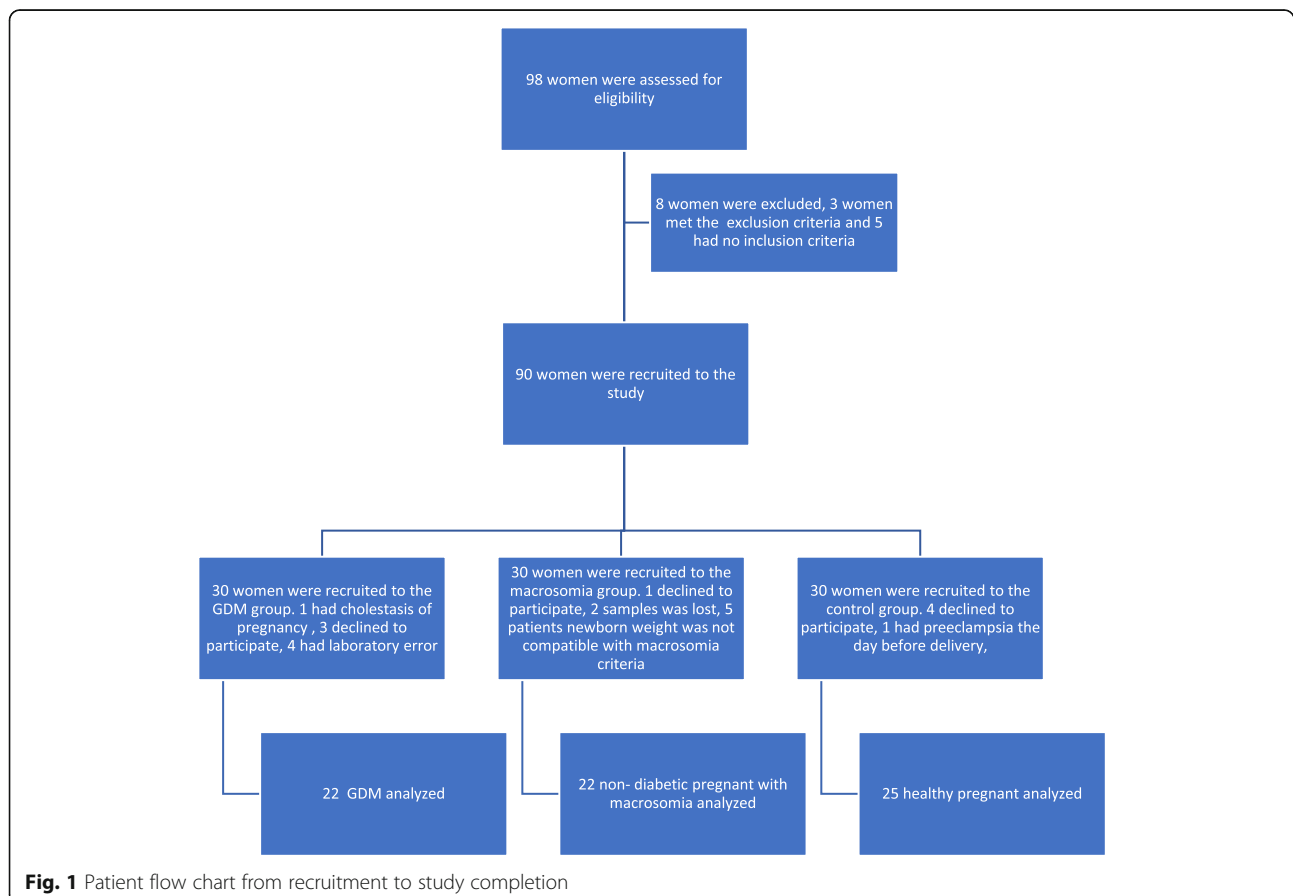 98 women were assessed for
eligibility
8 women were excluded, 3 women
met the exclusion criteria and 5
had no inclusion criteria
90 women were recruited to the
study
30 women were recruited to the
GDM group. 1 had cholestasis of
pregnancy , 3 declined to
participate, 4 had laboratory error
30 women were recruited to the
macrosomia group. 1 declined to
participate, 2 samples was lost, 5
patients newborn weight was not
compatible with macrosomia
criteria
30 women were recruited to the
control group. 4 declined to
participate, 1 had preeclampsia the
day before delivery,
22 GDM analyzed
22 non- diabetic pregnant with
macrosomia analyzed
25 healthy pregnant analyzed
Fig. 1 Patient flow chart from recruitment to study completion